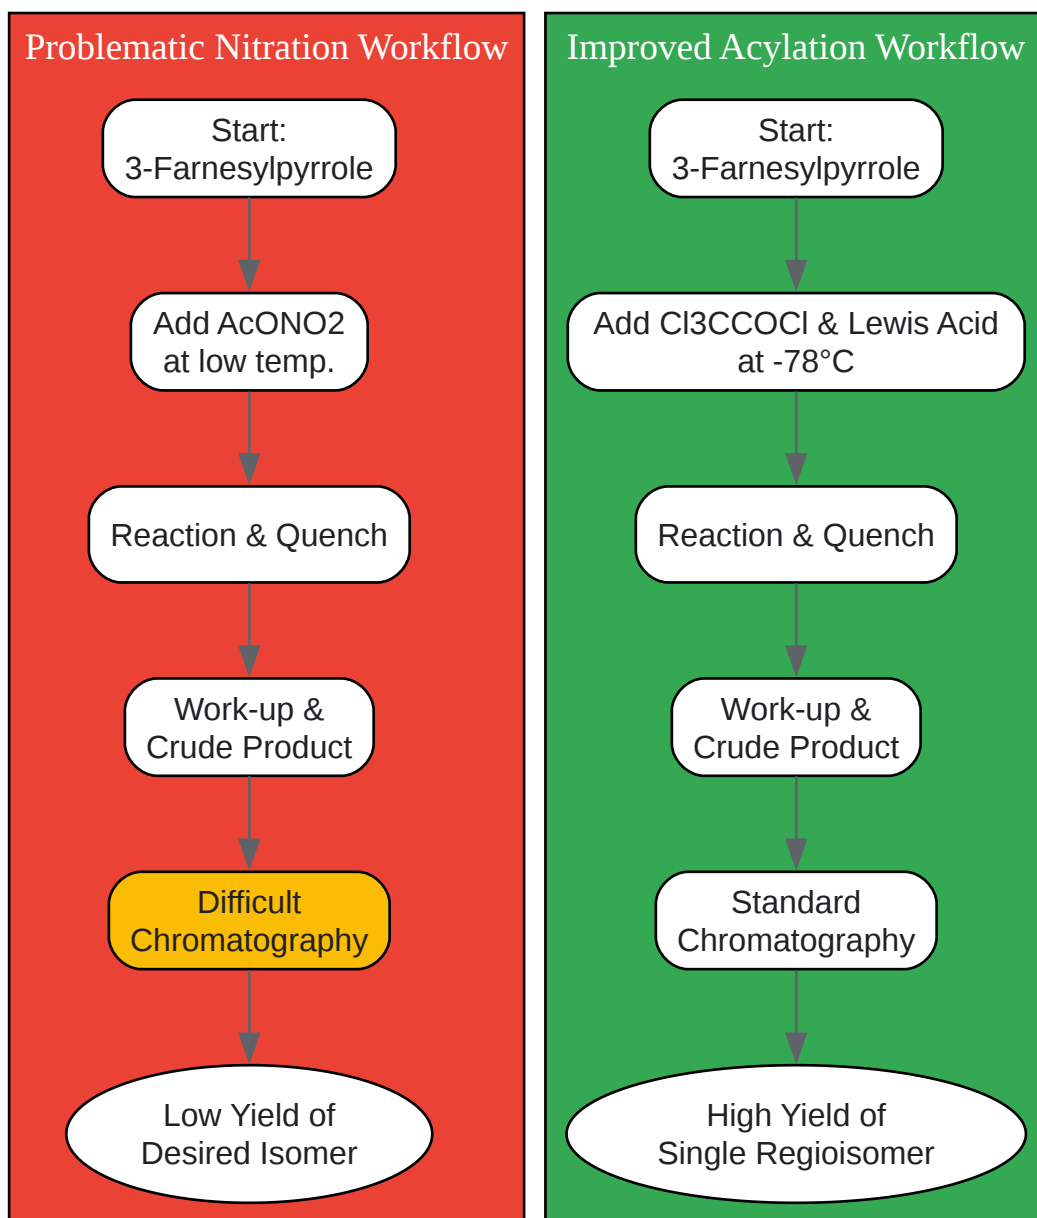 Problematic Nitration Workflow
Start:
3-Farnesylpyrrole
Add AcONO2
at low temp.
Reaction & Quench
Work-up &
Crude Product
Difficult
Chromatography
Low Yield of
Desired Isomer
Improved Acylation Workflow
Start:
3-Farnesylpyrrole
Add Cl3CCOCl & Lewis Acid
at -78°C
Reaction & Quench
Work-up &
Crude Product
Standard
Chromatography
High Yield of
Single Regioisomer